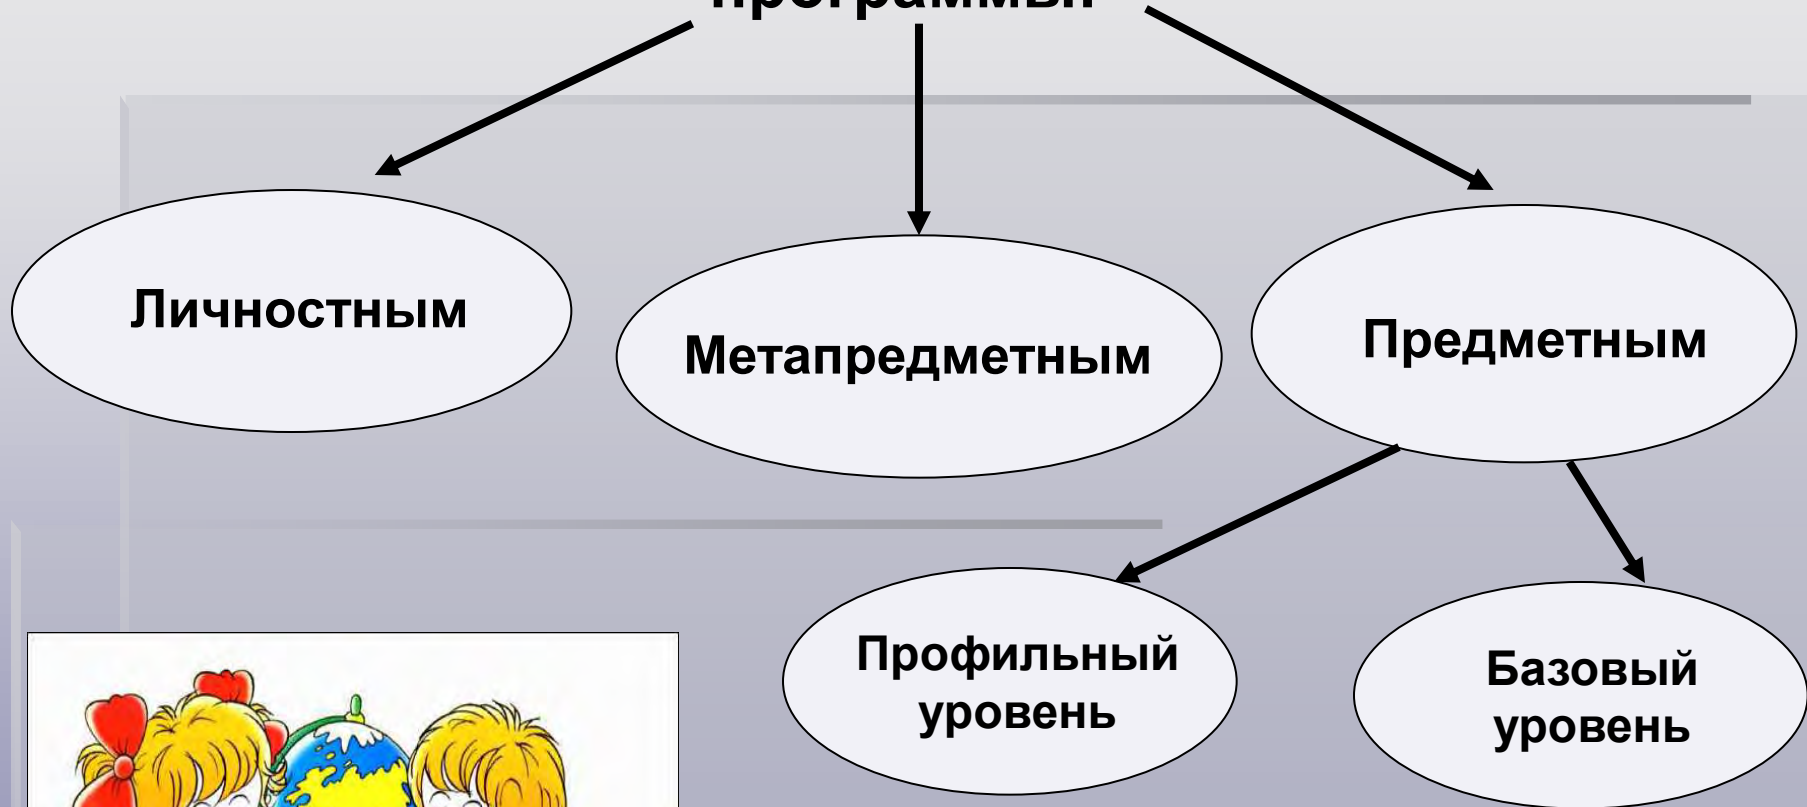 Личностным
Метапредметным
Предметным
Профильный
уровень
Базовый
уровень